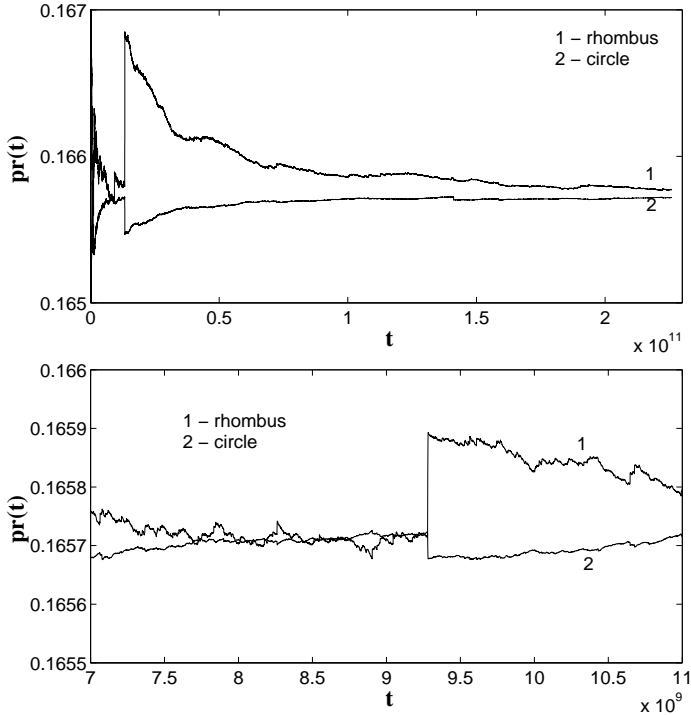 0.167
1 – rhombus
2 – circle
pr(t)
0.166
1
2
0.165
0 0.5 1 1.5 2
t
x 10^11
0.166
1 – rhombus
2 – circle
0.1659
1
0.1658
pr(t)
0.1657
2
0.1656
0.1655
7 7.5 8 8.5 9 9.5 10 10.5 11
t
x 10^9